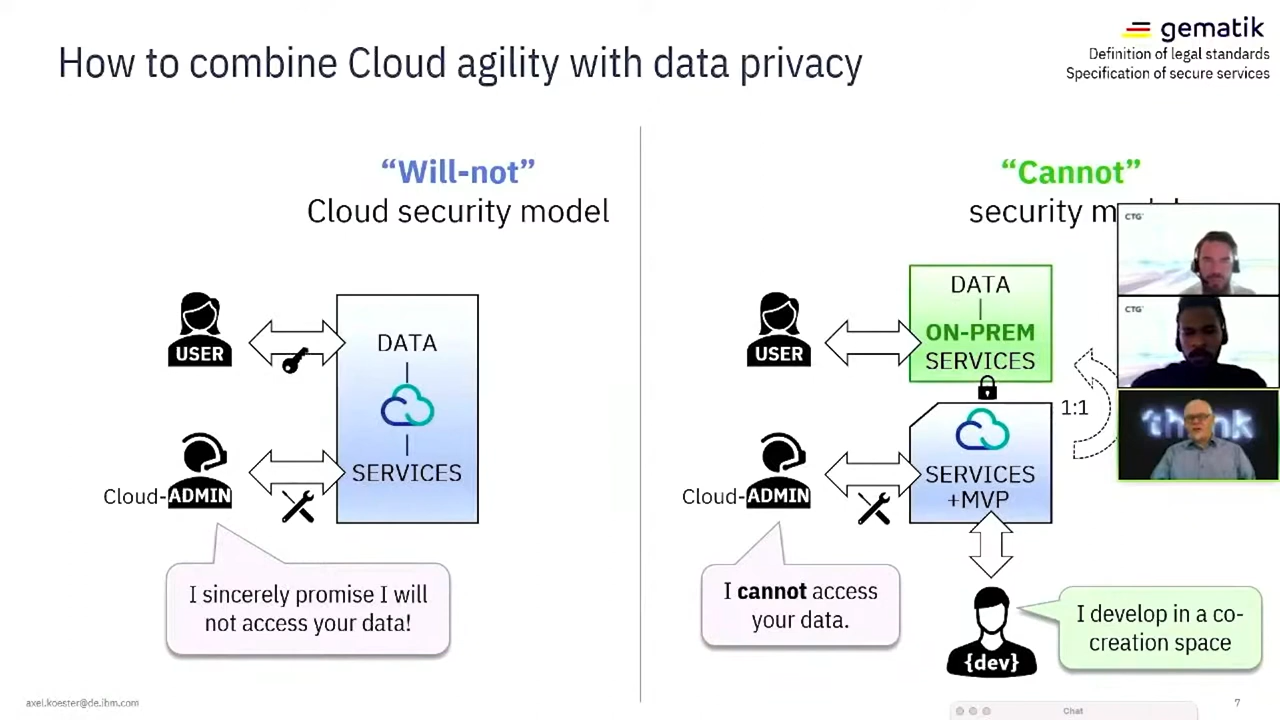 How to combine Cloud agility with data privacy
gematik
Definition of legal standards
Specification of secure services
“Will-not”
Cloud security model
USER
DATA
SERVICES
Cloud-ADMIN
I sincerely promise I will
not access your data!
“Cannot”
security
CTG
CTG
'think
USER
DATA
ON-PREM
SERVICES
1:1
SERVICES
+MVP
Cloud-ADMIN
I cannot access
your data.
{dev}
I develop in a co-
creation space
axel.koester@de.ibm.com
7
Chat